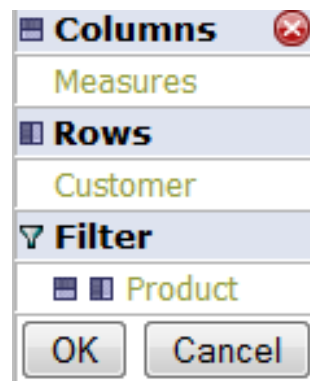 Columns
Measures
Rows
Customer
Filter
Product
OK Cancel